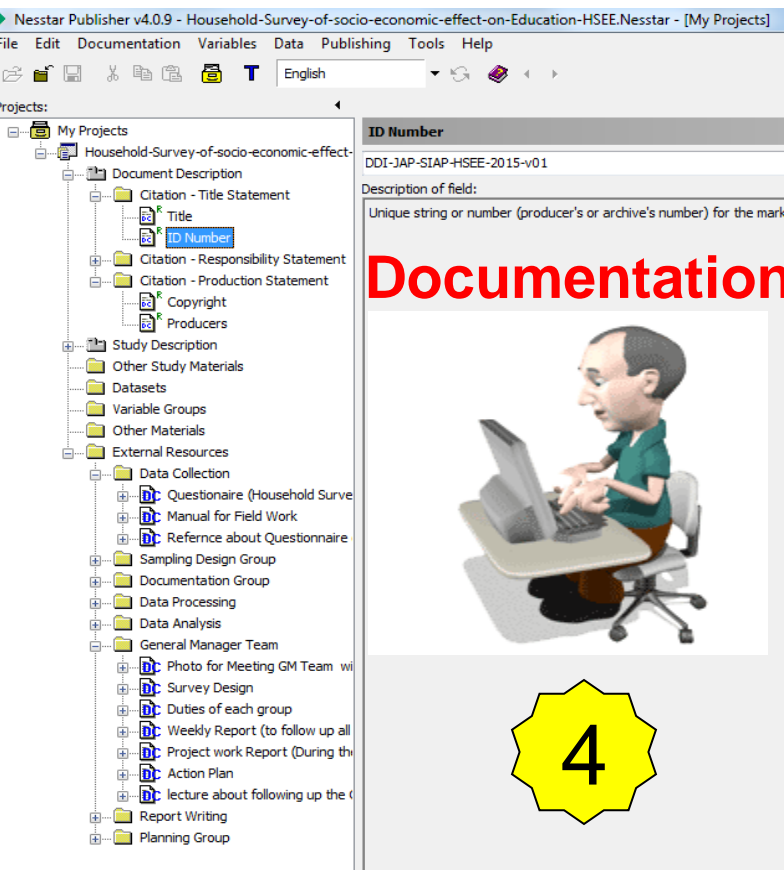 Nesstar Publisher v4.0.9 - Household-Survey-of-socio-economic-effect-on-Education-HSEE.Nesstar - [My Projects]
File Edit Documentation Variables Data Publishing Tools Help
T English
Projects:
My Projects
ID Number
Household-Survey-of-socio-economic-effect-
DDI-JAP-SIAP-HSEE-2015-v01
Document Description
Description of field:
Citation - Title Statement
Unique string or number (producer's or archive's number) for the mark
Title
ID Number
Citation - Responsibility Statement
Documentation
Citation - Production Statement
Copyright
Producers
Study Description
Other Study Materials
Datasets
Variable Groups
Other Materials
External Resources
Data Collection
Questionaire (Household Surve
Manual for Field Work
Refernce about Questionnaire
Sampling Design Group
Documentation Group
Data Processing
Data Analysis
General Manager Team
Photo for Meeting GM Team wi
Survey Design
Duties of each group
Weekly Report (to follow up all
4
Project work Report (During the
Action Plan
lecture about following up the
Report Writing
Planning Group